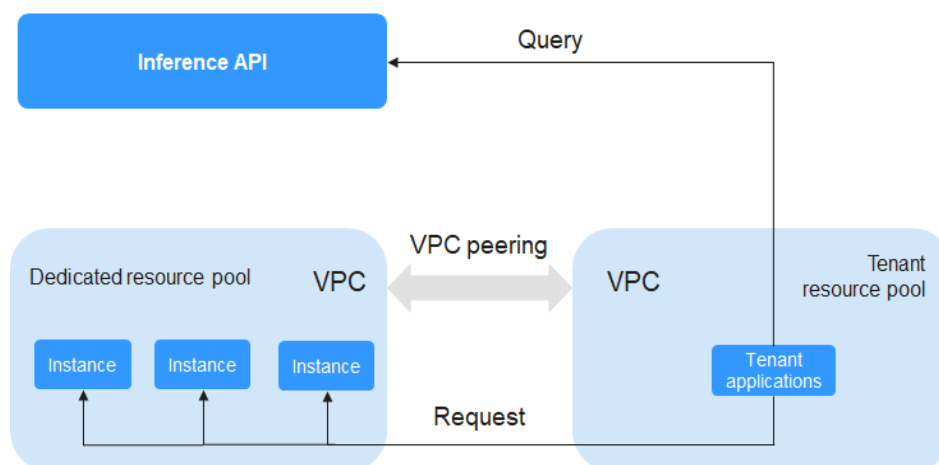 Query
Inference API
VPC peering
Dedicated resource pool
VPC
VPC
Tenant
resource pool
Instance
Instance
Instance
Tenant
applications
Request